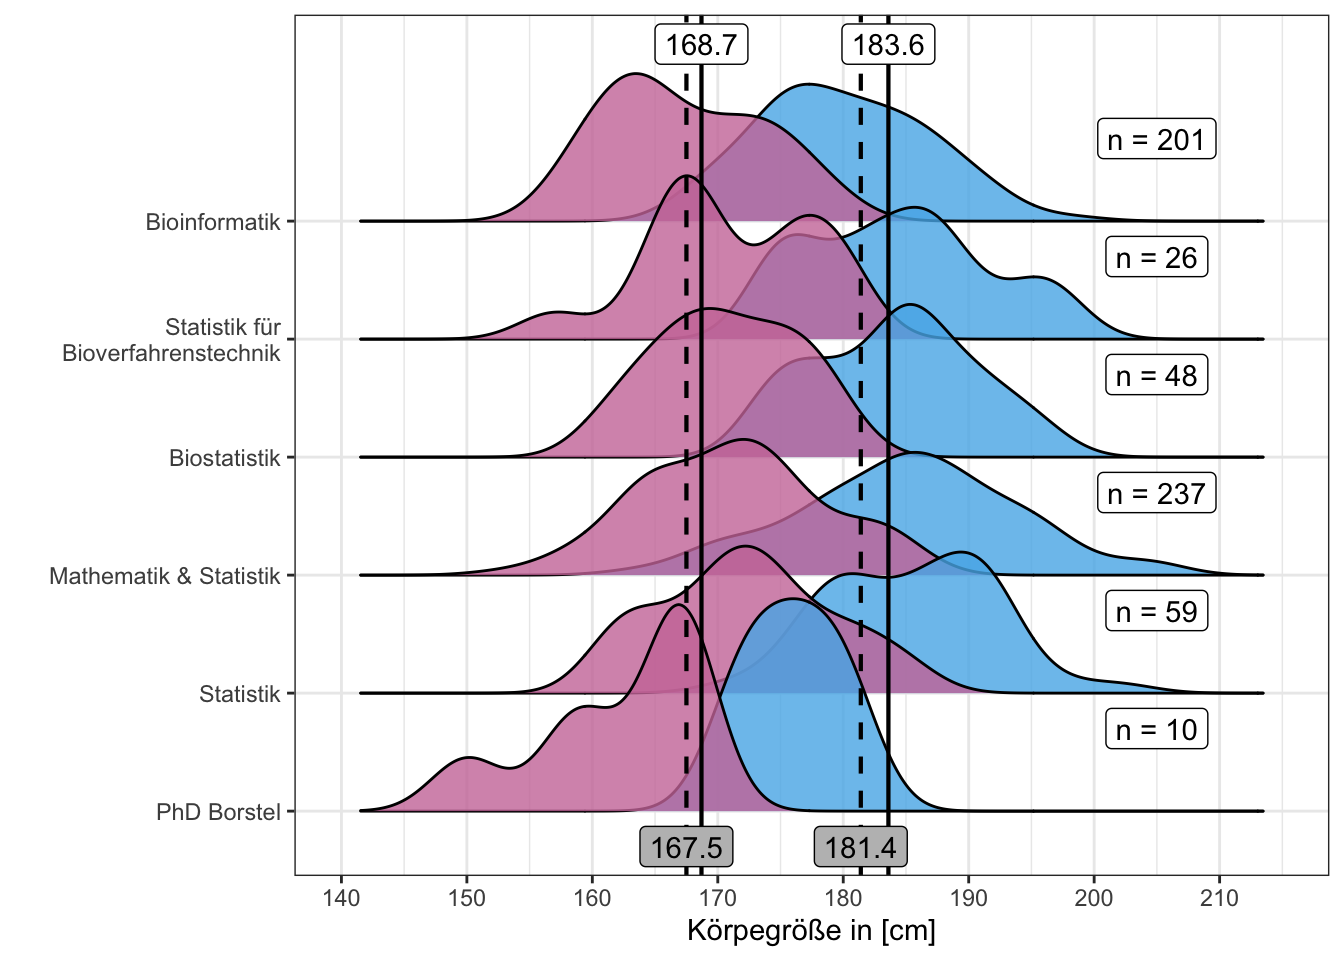 168.7
183.6
n = 201
Bioinformatik
n = 26
Statistik für
Bioverfahrenstechnik
n = 48
Biostatistik
n = 237
Mathematik & Statistik
n = 59
Statistik
n = 10
PhD Borstel
167.5
181.4
140 150 160 170 180 190 200 210
Körpegröße in [cm]